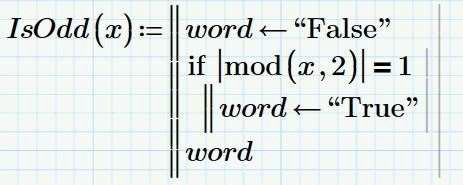 IsOdd(x):=‖word←“False”
if |mod(x,2)|=1
‖word←“True”
word